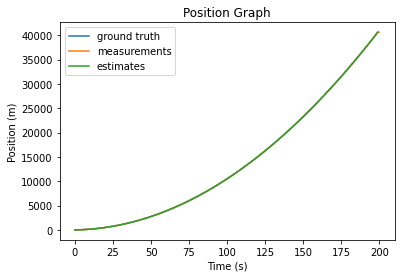 Position Graph
ground truth
measurements
estimates
Position (m)
40000
35000
30000
25000
20000
15000
10000
5000
0
0 25 50 75 100 125 150 175 200
Time (s)